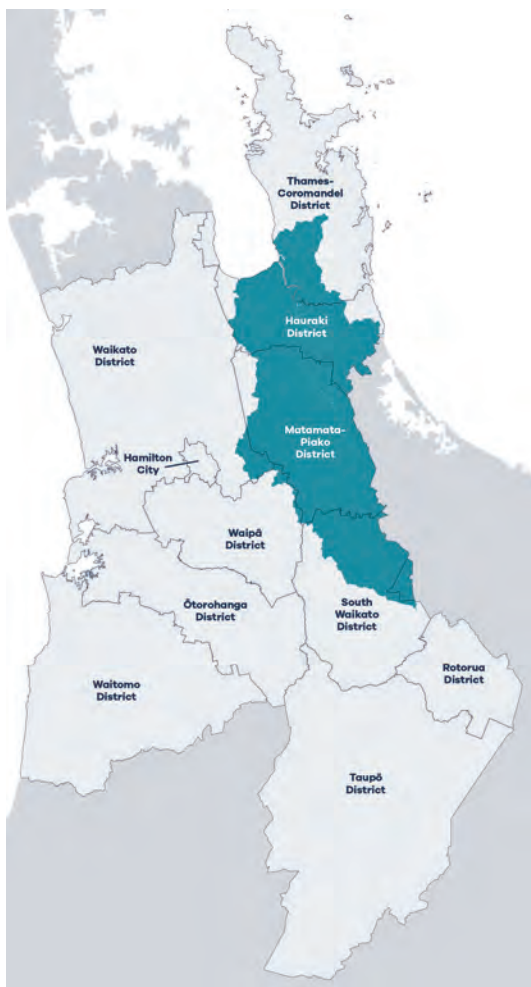 Thames-
Coromandel
District
Hauraki
District
Waikato
District
Matamata-
Piako
District
Hamilton
City
Waipā
District
Ōtorohanga
District
South
Waikato
District
Rotorua
District
Waitomo
District
Taupō
District